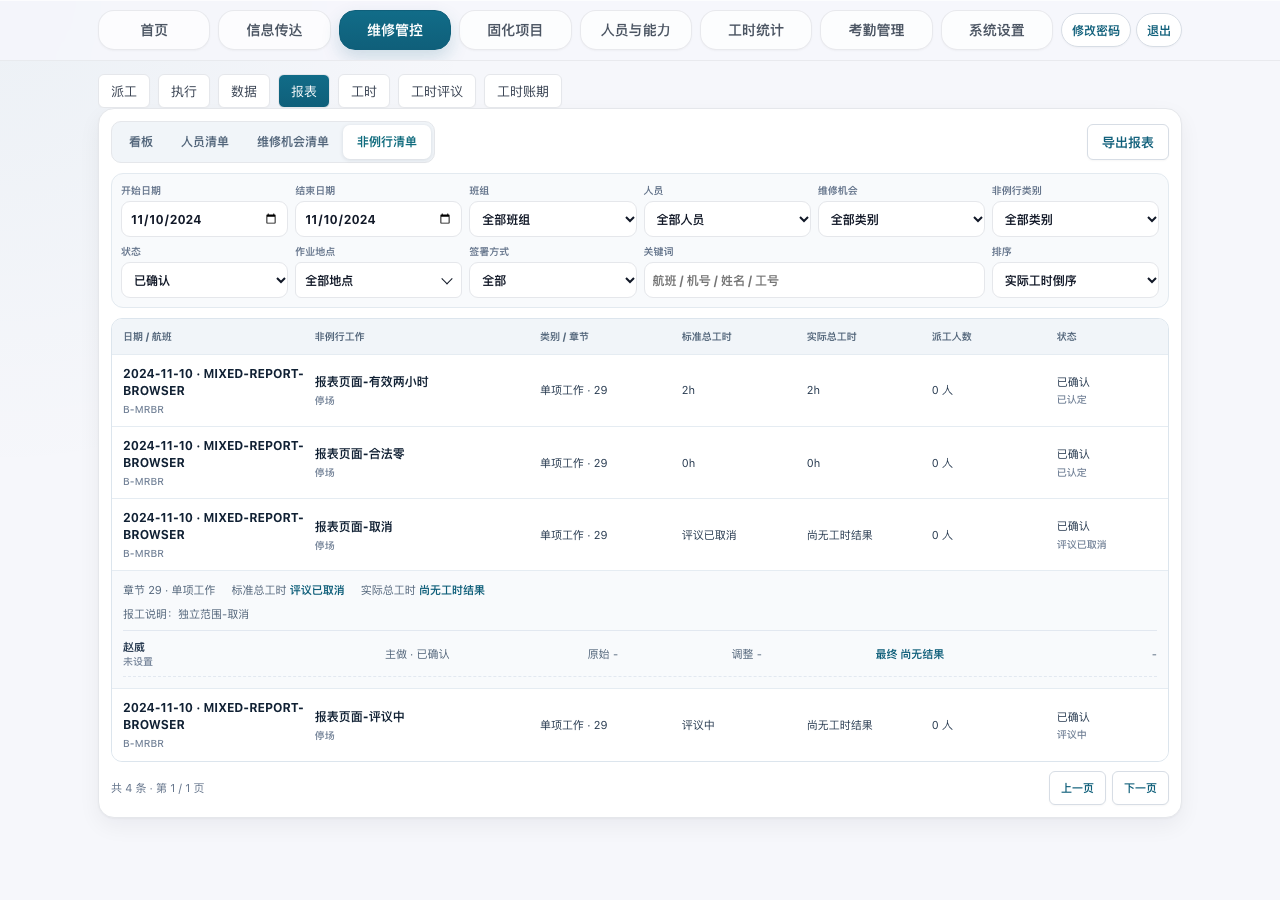 首页 信息传达 维修管控 固化项目 人员与能力 工时统计 考勤管理 系统设置 修改密码 退出
派工 执行 数据 报表 工时 工时评议 工时账期
看板 人员清单 维修机会清单 非例行清单 导出报表
开始日期 结束日期 班组 人员 维修机会 非例行类别
11/10/2024 11/10/2024 全部班组 全部人员 全部类别 全部类别
状态 作业地点 签署方式 关键词 排序
已确认 全部地点 全部 航班 / 机号 / 姓名 / 工号 实际工时倒序
日期 / 航班 非例行工作 类别 / 章节 标准总工时 实际总工时 派工人数 状态
2024-11-10 · MIXED-REPORT-
BROWSER
B-MRBR
报表页面-有效两小时
停场
单项工作 · 29 2h 2h 0 人
已确认
已认定
2024-11-10 · MIXED-REPORT-
BROWSER
B-MRBR
报表页面-合法零
停场
单项工作 · 29 0h 0h 0 人
已确认
已认定
2024-11-10 · MIXED-REPORT-
BROWSER
B-MRBR
报表页面-取消
停场
单项工作 · 29 评议已取消 尚无工时结果 0 人
已确认
评议已取消
章节 29 · 单项工作 标准总工时 评议已取消 实际总工时 尚无工时结果
报工说明：独立范围-取消
赵威
未设置
主做 · 已确认 原始 - 调整 - 最终 尚无结果 -
2024-11-10 · MIXED-REPORT-
BROWSER
B-MRBR
报表页面-评议中
停场
单项工作 · 29 评议中 尚无工时结果 0 人
已确认
评议中
共 4 条 · 第 1 / 1 页 上一页 下一页